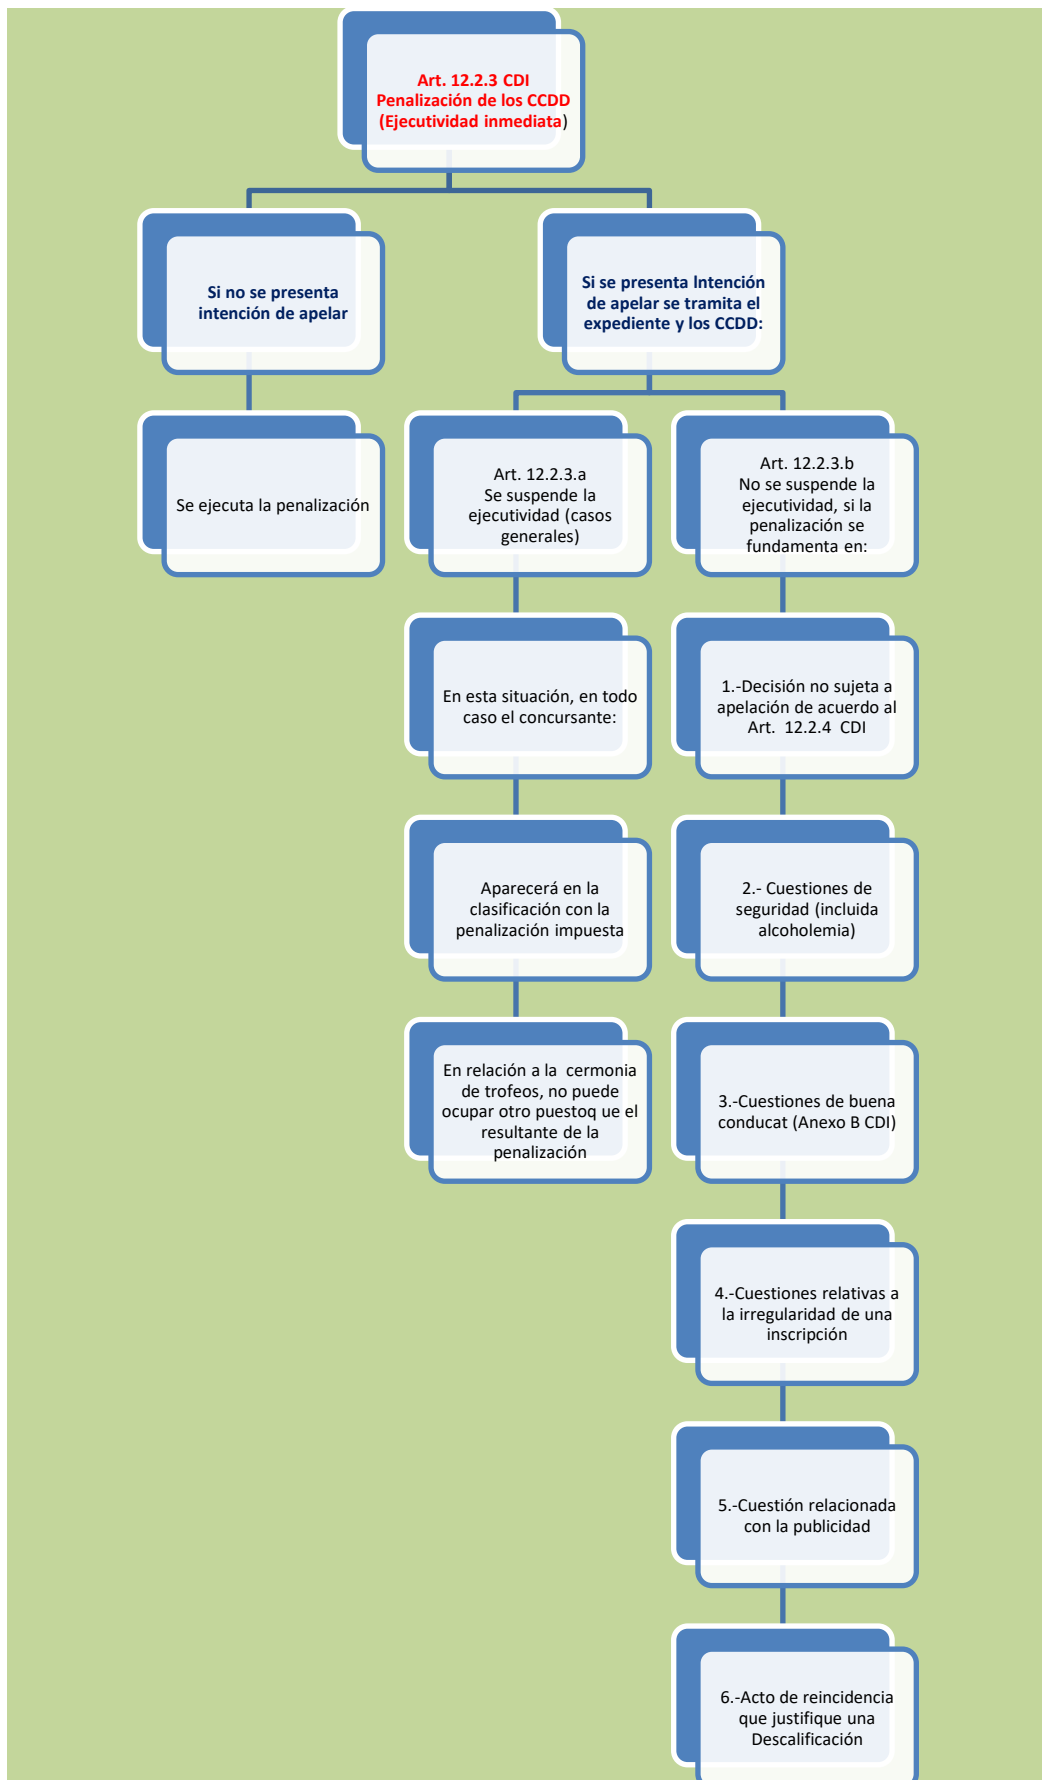 Art. 12.2.3 CDI
Penalización de los CCDD
(Ejecutividad inmediata)
Si no se presenta
intención de apelar
Se ejecuta la penalización
Si se presenta Intención
de apelar se tramita el
expediente y los CCDD:
Art. 12.2.3.a
Se suspende la
ejecutividad (casos
generales)
En esta situación, en todo
caso el concursante:
Aparecerá en la
clasificación con la
penalización impuesta
En relación a la cermonia
de trofeos, no puede
ocupar otro puestoq ue el
resultante de la
penalización
Art. 12.2.3.b
No se suspende la
ejecutividad, si la
penalización se
fundamenta en:
1.-Decisión no sujeta a
apelación de acuerdo al
Art. 12.2.4 CDI
2.- Cuestiones de
seguridad (incluida
alcoholemia)
3.-Cuestiones de buena
conducat (Anexo B CDI)
4.-Cuestiones relativas a
la irregularidad de una
inscripción
5.-Cuestión relacionada
con la publicidad
6.-Acto de reincidencia
que justifique una
Descalificación